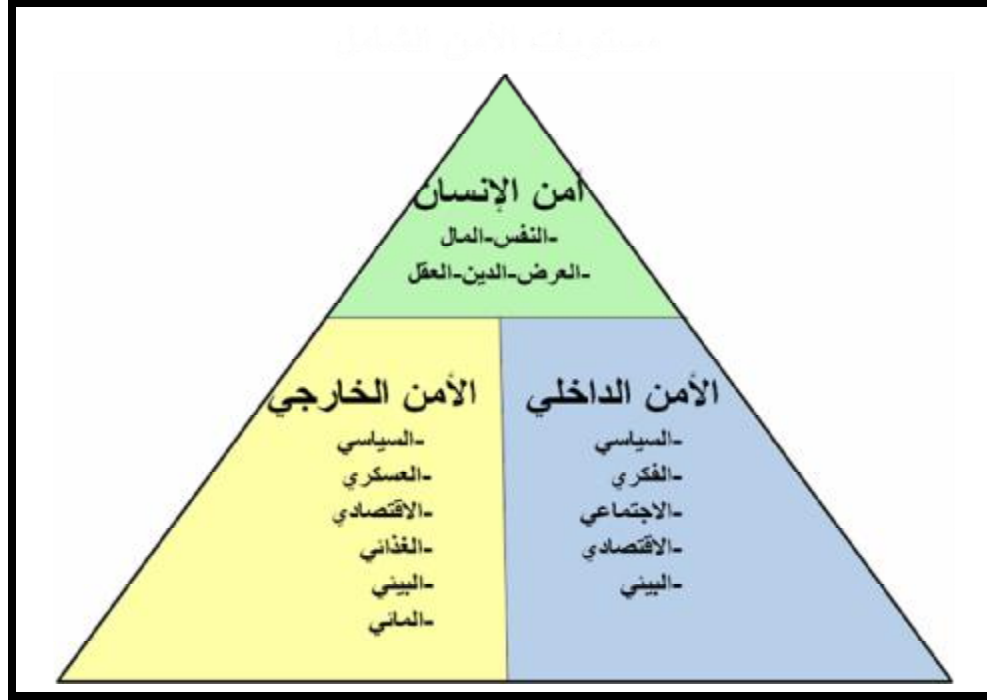 أمن الإنسان
-النفس-المال
-العرض-الدين-العقل
الأمن الداخلي
-السياسي
-الفكري
-الاجتماعي
-الاقتصادي
-البيئي
الأمن الخارجي
-السياسي
-العسكري
-الاقتصادي
-الغذائي
-البيئي
-المائي